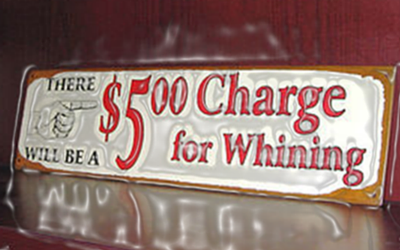 THERE
WILL BE A
$5.00 Charge
for Whining